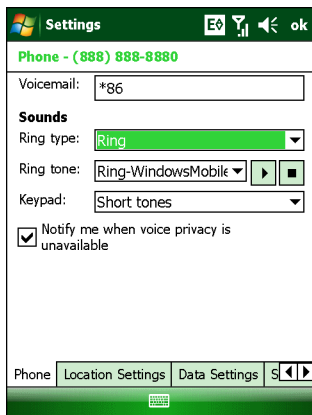 Settings E ok
Phone - (888) 888-8880
Voicemail: *86
Sounds
Ring type: Ring
Ring tone: Ring-WindowsMobile
Keypad: Short tones
Notify me when voice privacy is
unavailable
Phone Location Settings Data Settings S